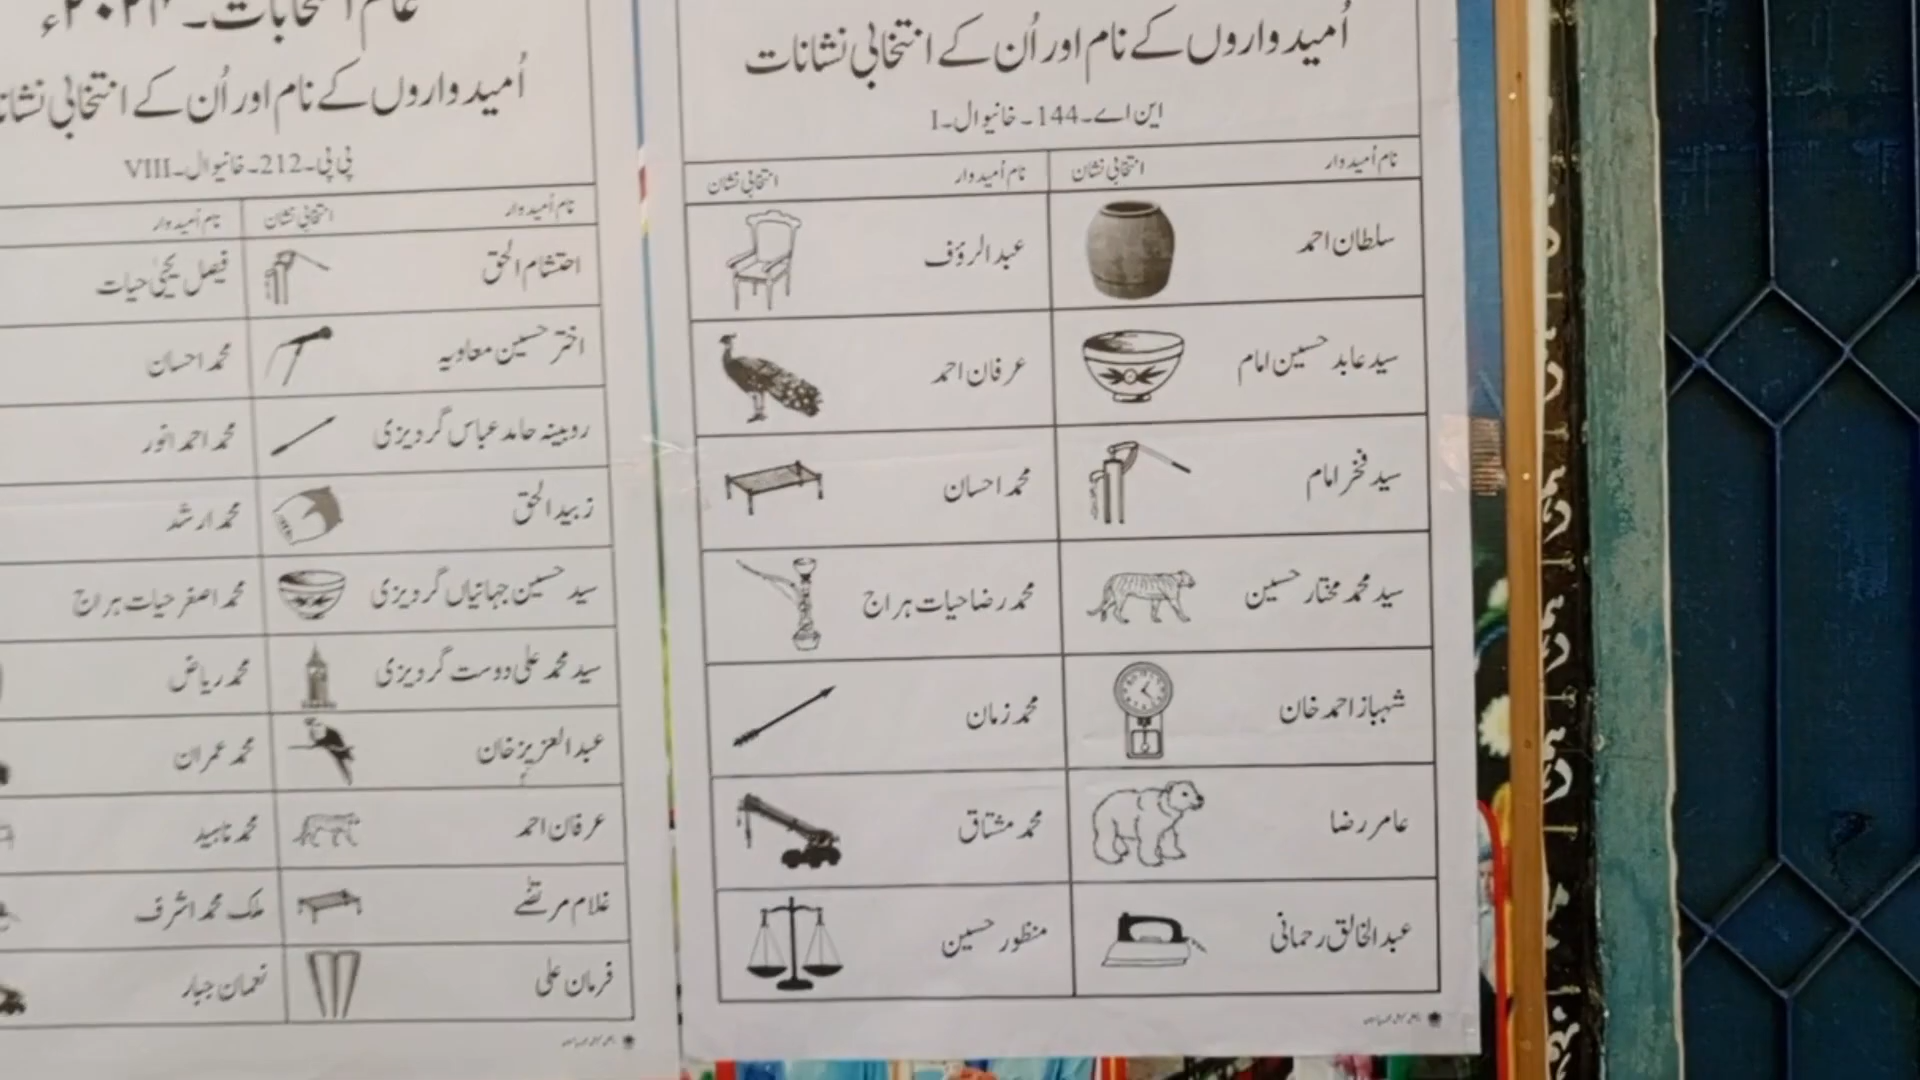 اُمیدواروں کے نام اور اُن کے انتخابی نشانات
این اے۔144۔خانیوال۔I
نام اُمیدوار انتخابی نشان نام اُمیدوار انتخابی نشان
سلطان احمد عبدالرؤف
سید عابد حسین امام عرفان احمد
سید فخر امام محمد احسان
سید محمد مختار حسین محمد رضا حیات ہراج
شہباز احمد خان محمد زمان
عامر رضا محمد مشتاق
عبدالخالق رحمانی منظور حسین
عام انتخابات۔۲۰۲۴ء
اُمیدواروں کے نام اور اُن کے انتخابی
پی پی۔212۔خانیوال۔VIII
نام اُمیدوار انتخابی نشان نام اُمیدوار
احتشام الحق فیصل یحییٰ حیات
اختر حسین معاویہ محمد احسان
روبینہ حامد عباس گردیزی محمد احمد انور
زبید الحق محمد ارشد
سید حسین جہانیاں گردیزی محمد اصغر حیات ہراج
سید محمد علی دوست گردیزی محمد ریاض
عبدالعزیز خان محمد عمران
عرفان احمد محمد ناہید
غلام مرتضےٰ ملک محمد اشرف
فرمان علی نعمان جبار